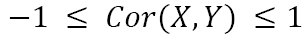 −1 ≤ Cor(X,Y) ≤ 1